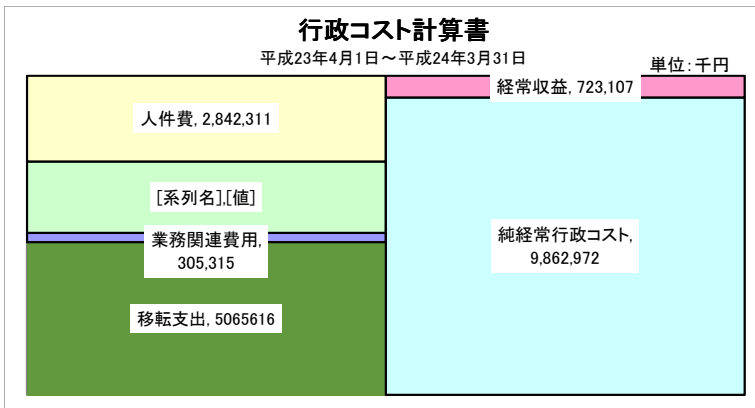 行政コスト計算書
平成23年4月1日～平成24年3月31日
単位：千円
人件費, 2,842,311
[系列名],[値]
業務関連費用,
305,315
移転支出, 5065616
経常収益, 723,107
純経常行政コスト,
9,862,972